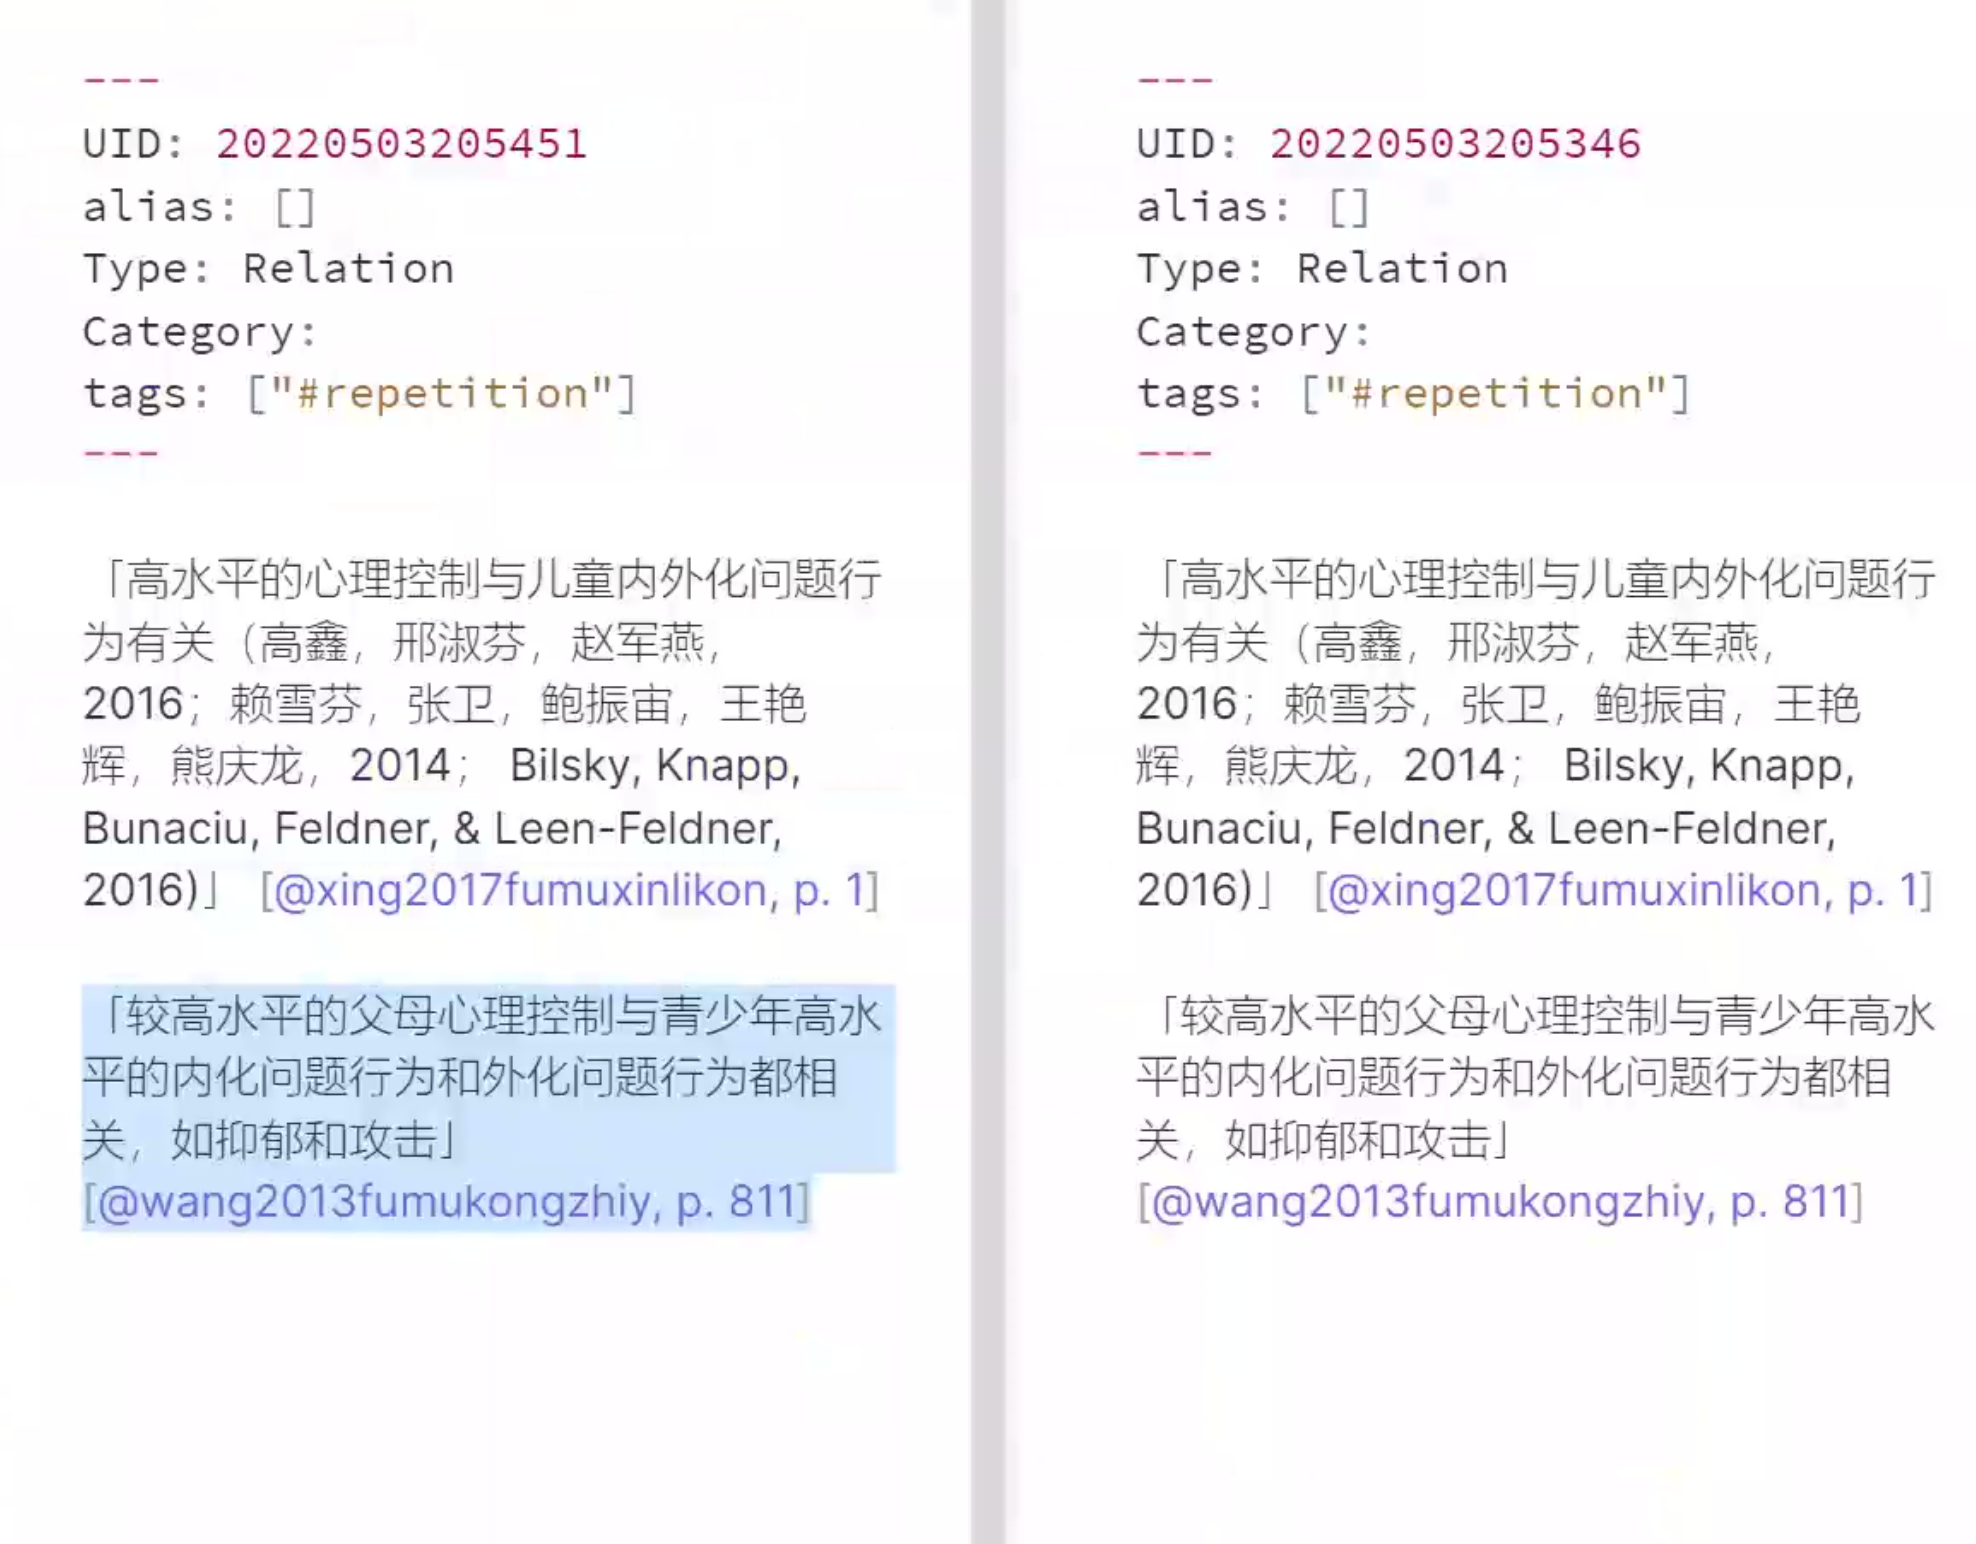 ---
UID: 20220503205451
alias: []
Type: Relation
Category:
tags: ["#repetition"]
---
「高水平的心理控制与儿童内外化问题行
为有关（高鑫，邢淑芬，赵军燕，
2016；赖雪芬，张卫，鲍振宙，王艳
辉，熊庆龙，2014； Bilsky, Knapp,
Bunaciu, Feldner, & Leen-Feldner,
2016)」 [@xing2017fumuxinlikon, p. 1]
「较高水平的父母心理控制与青少年高水
平的内化问题行为和外化问题行为都相
关，如抑郁和攻击」
[@wang2013fumukongzhiy, p. 811]
---
UID: 20220503205346
alias: []
Type: Relation
Category:
tags: ["#repetition"]
---
「高水平的心理控制与儿童内外化问题行
为有关（高鑫，邢淑芬，赵军燕，
2016；赖雪芬，张卫，鲍振宙，王艳
辉，熊庆龙，2014； Bilsky, Knapp,
Bunaciu, Feldner, & Leen-Feldner,
2016)」 [@xing2017fumuxinlikon, p. 1]
「较高水平的父母心理控制与青少年高水
平的内化问题行为和外化问题行为都相
关，如抑郁和攻击」
[@wang2013fumukongzhiy, p. 811]